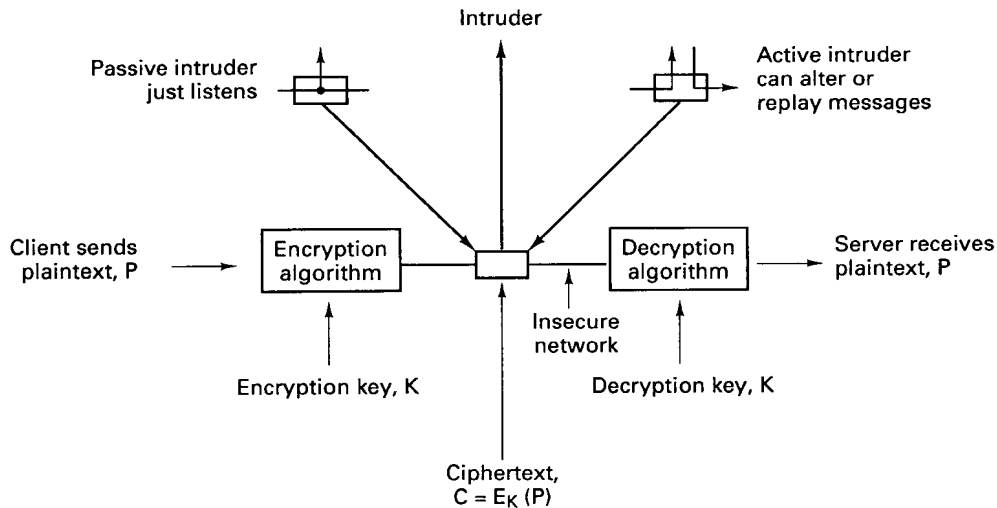 Intruder
Passive intruder
just listens
Active intruder
can alter or
replay messages
Client sends
plaintext, P
Encryption
algorithm
Decryption
algorithm
Server receives
plaintext, P
Insecure
network
Encryption key, K
Decryption key, K
Ciphertext,
C = E_K (P)